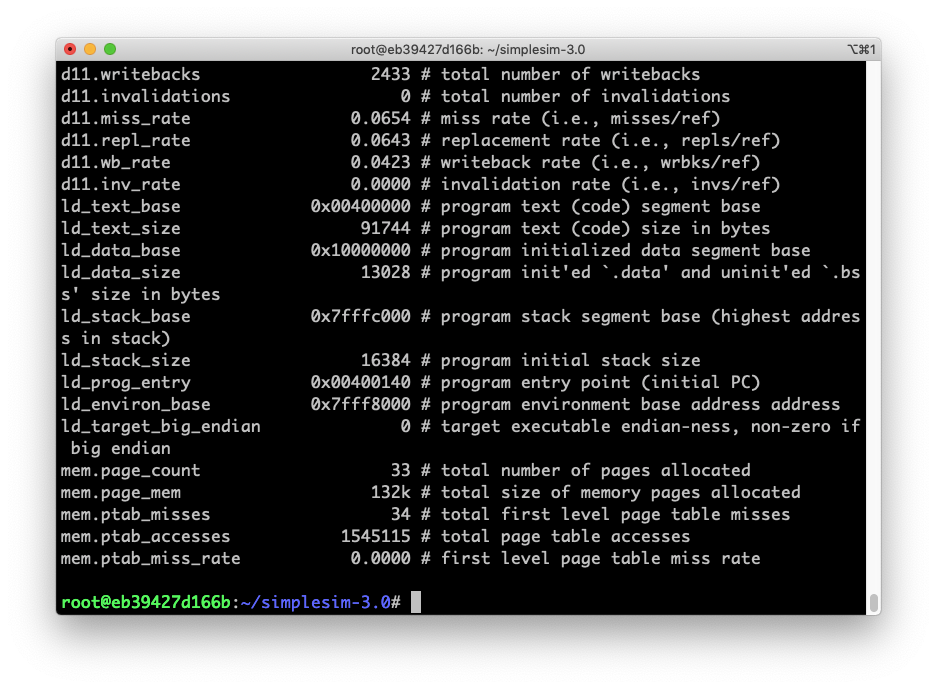 root@eb39427d166b: ~/simplesim-3.0 ⌥⌘1
dl1.writebacks 2433 # total number of writebacks
dl1.invalidations 0 # total number of invalidations
dl1.miss_rate 0.0654 # miss rate (i.e., misses/ref)
dl1.repl_rate 0.0643 # replacement rate (i.e., repls/ref)
dl1.wb_rate 0.0423 # writeback rate (i.e., wrbks/ref)
dl1.inv_rate 0.0000 # invalidation rate (i.e., invs/ref)
ld_text_base 0x00400000 # program text (code) segment base
ld_text_size 91744 # program text (code) size in bytes
ld_data_base 0x10000000 # program initialized data segment base
ld_data_size 13028 # program init'ed `.data' and uninit'ed `.bs
s' size in bytes
ld_stack_base 0x7fffc000 # program stack segment base (highest addres
s in stack)
ld_stack_size 16384 # program initial stack size
ld_prog_entry 0x00400140 # program entry point (initial PC)
ld_environ_base 0x7fff8000 # program environment base address address
ld_target_big_endian 0 # target executable endian-ness, non-zero if
big endian
mem.page_count 33 # total number of pages allocated
mem.page_mem 132k # total size of memory pages allocated
mem.ptab_misses 34 # total first level page table misses
mem.ptab_accesses 1545115 # total page table accesses
mem.ptab_miss_rate 0.0000 # first level page table miss rate
root@eb39427d166b:~/simplesim-3.0#